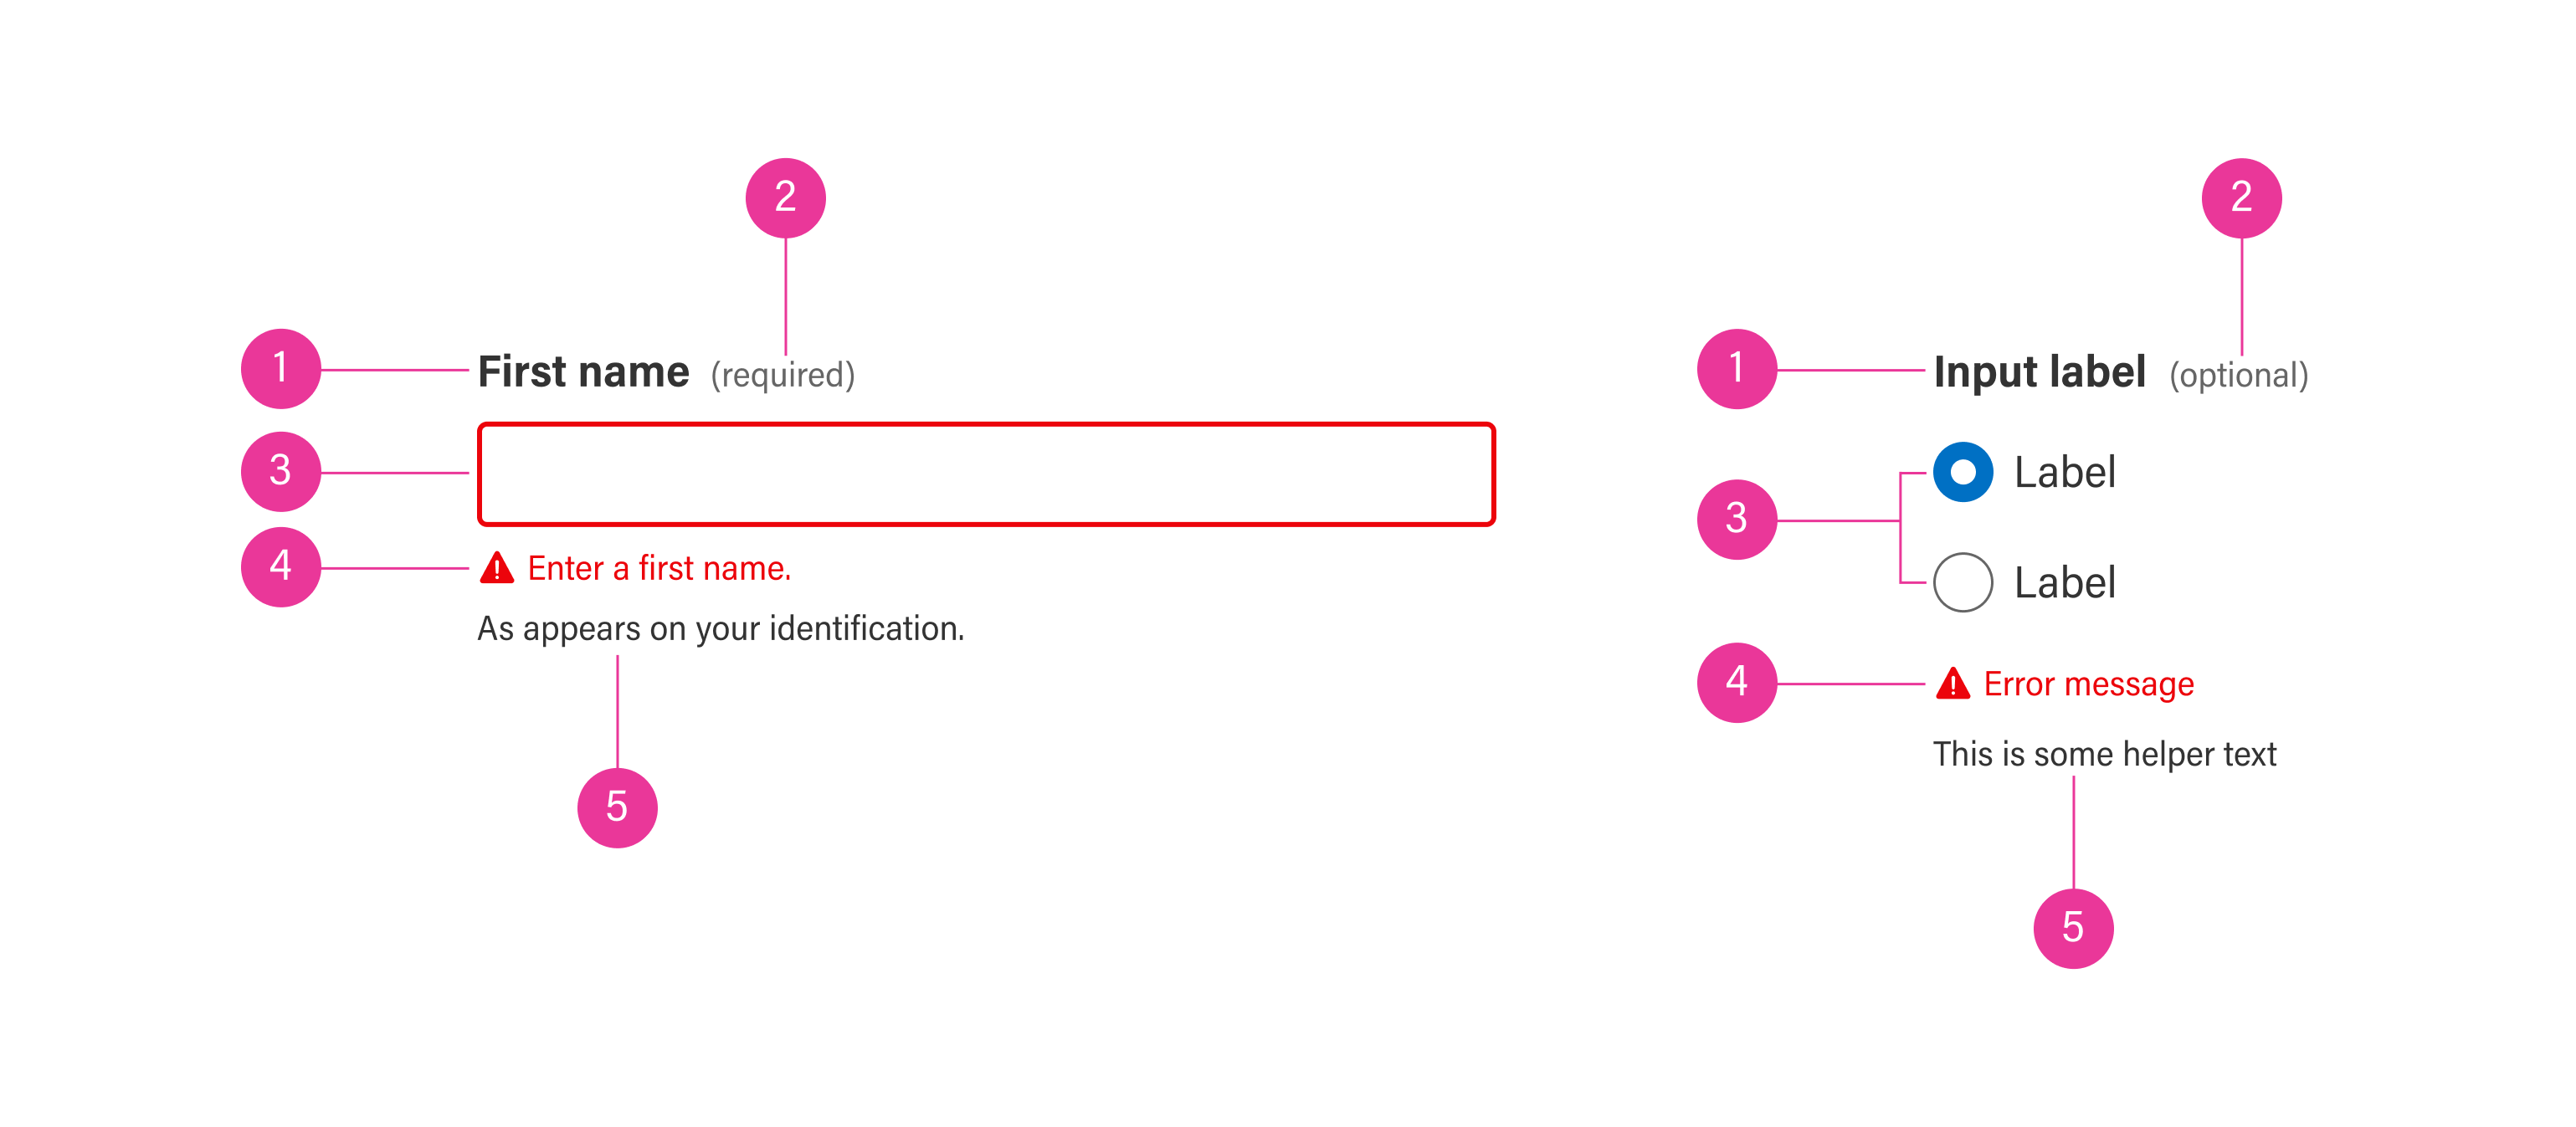 2
1
First name (required)
3
4
Enter a first name.
As appears on your identification.
5
2
1
Input label (optional)
Label
3
Label
4
Error message
This is some helper text
5